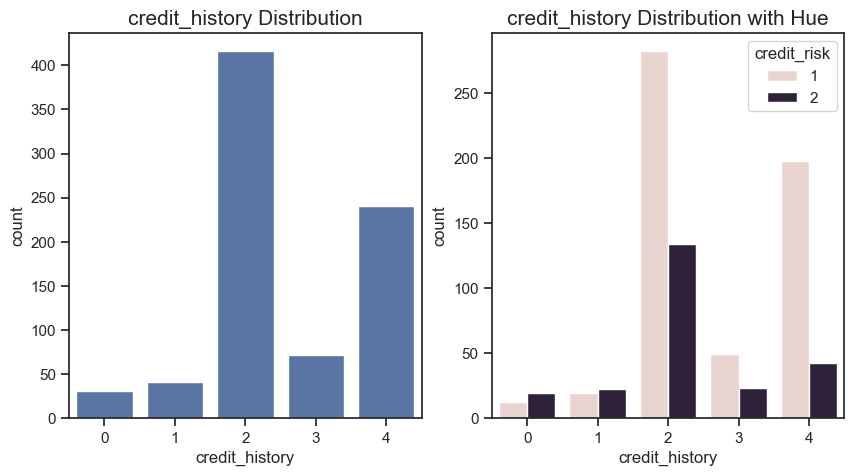 credit_history Distribution
400
350
300
250
200
150
100
50
0
count
0 1 2 3 4
credit_history
credit_history Distribution with Hue
credit_risk
1
2
250
200
150
100
50
0
count
0 1 2 3 4
credit_history